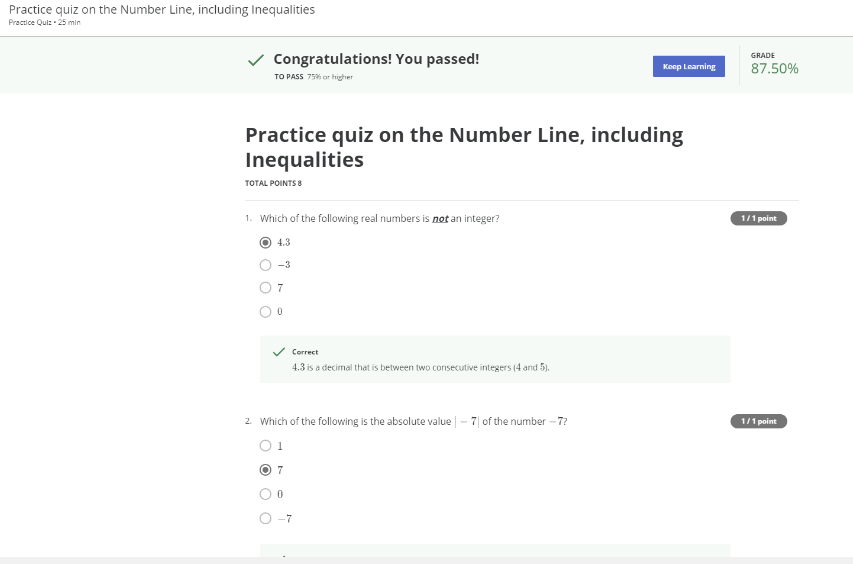 Practice quiz on the Number Line, including Inequalities
Practice Quiz • 25 min
Congratulations! You passed!
TO PASS 75% or higher
Keep Learning
GRADE
87.50%
Practice quiz on the Number Line, including
Inequalities
TOTAL POINTS 8
1. Which of the following real numbers is not an integer?
1 / 1 point
4.3
−3
7
0
Correct
4.3 is a decimal that is between two consecutive integers (4 and 5).
2. Which of the following is the absolute value | − 7| of the number −7?
1 / 1 point
1
7
0
−7